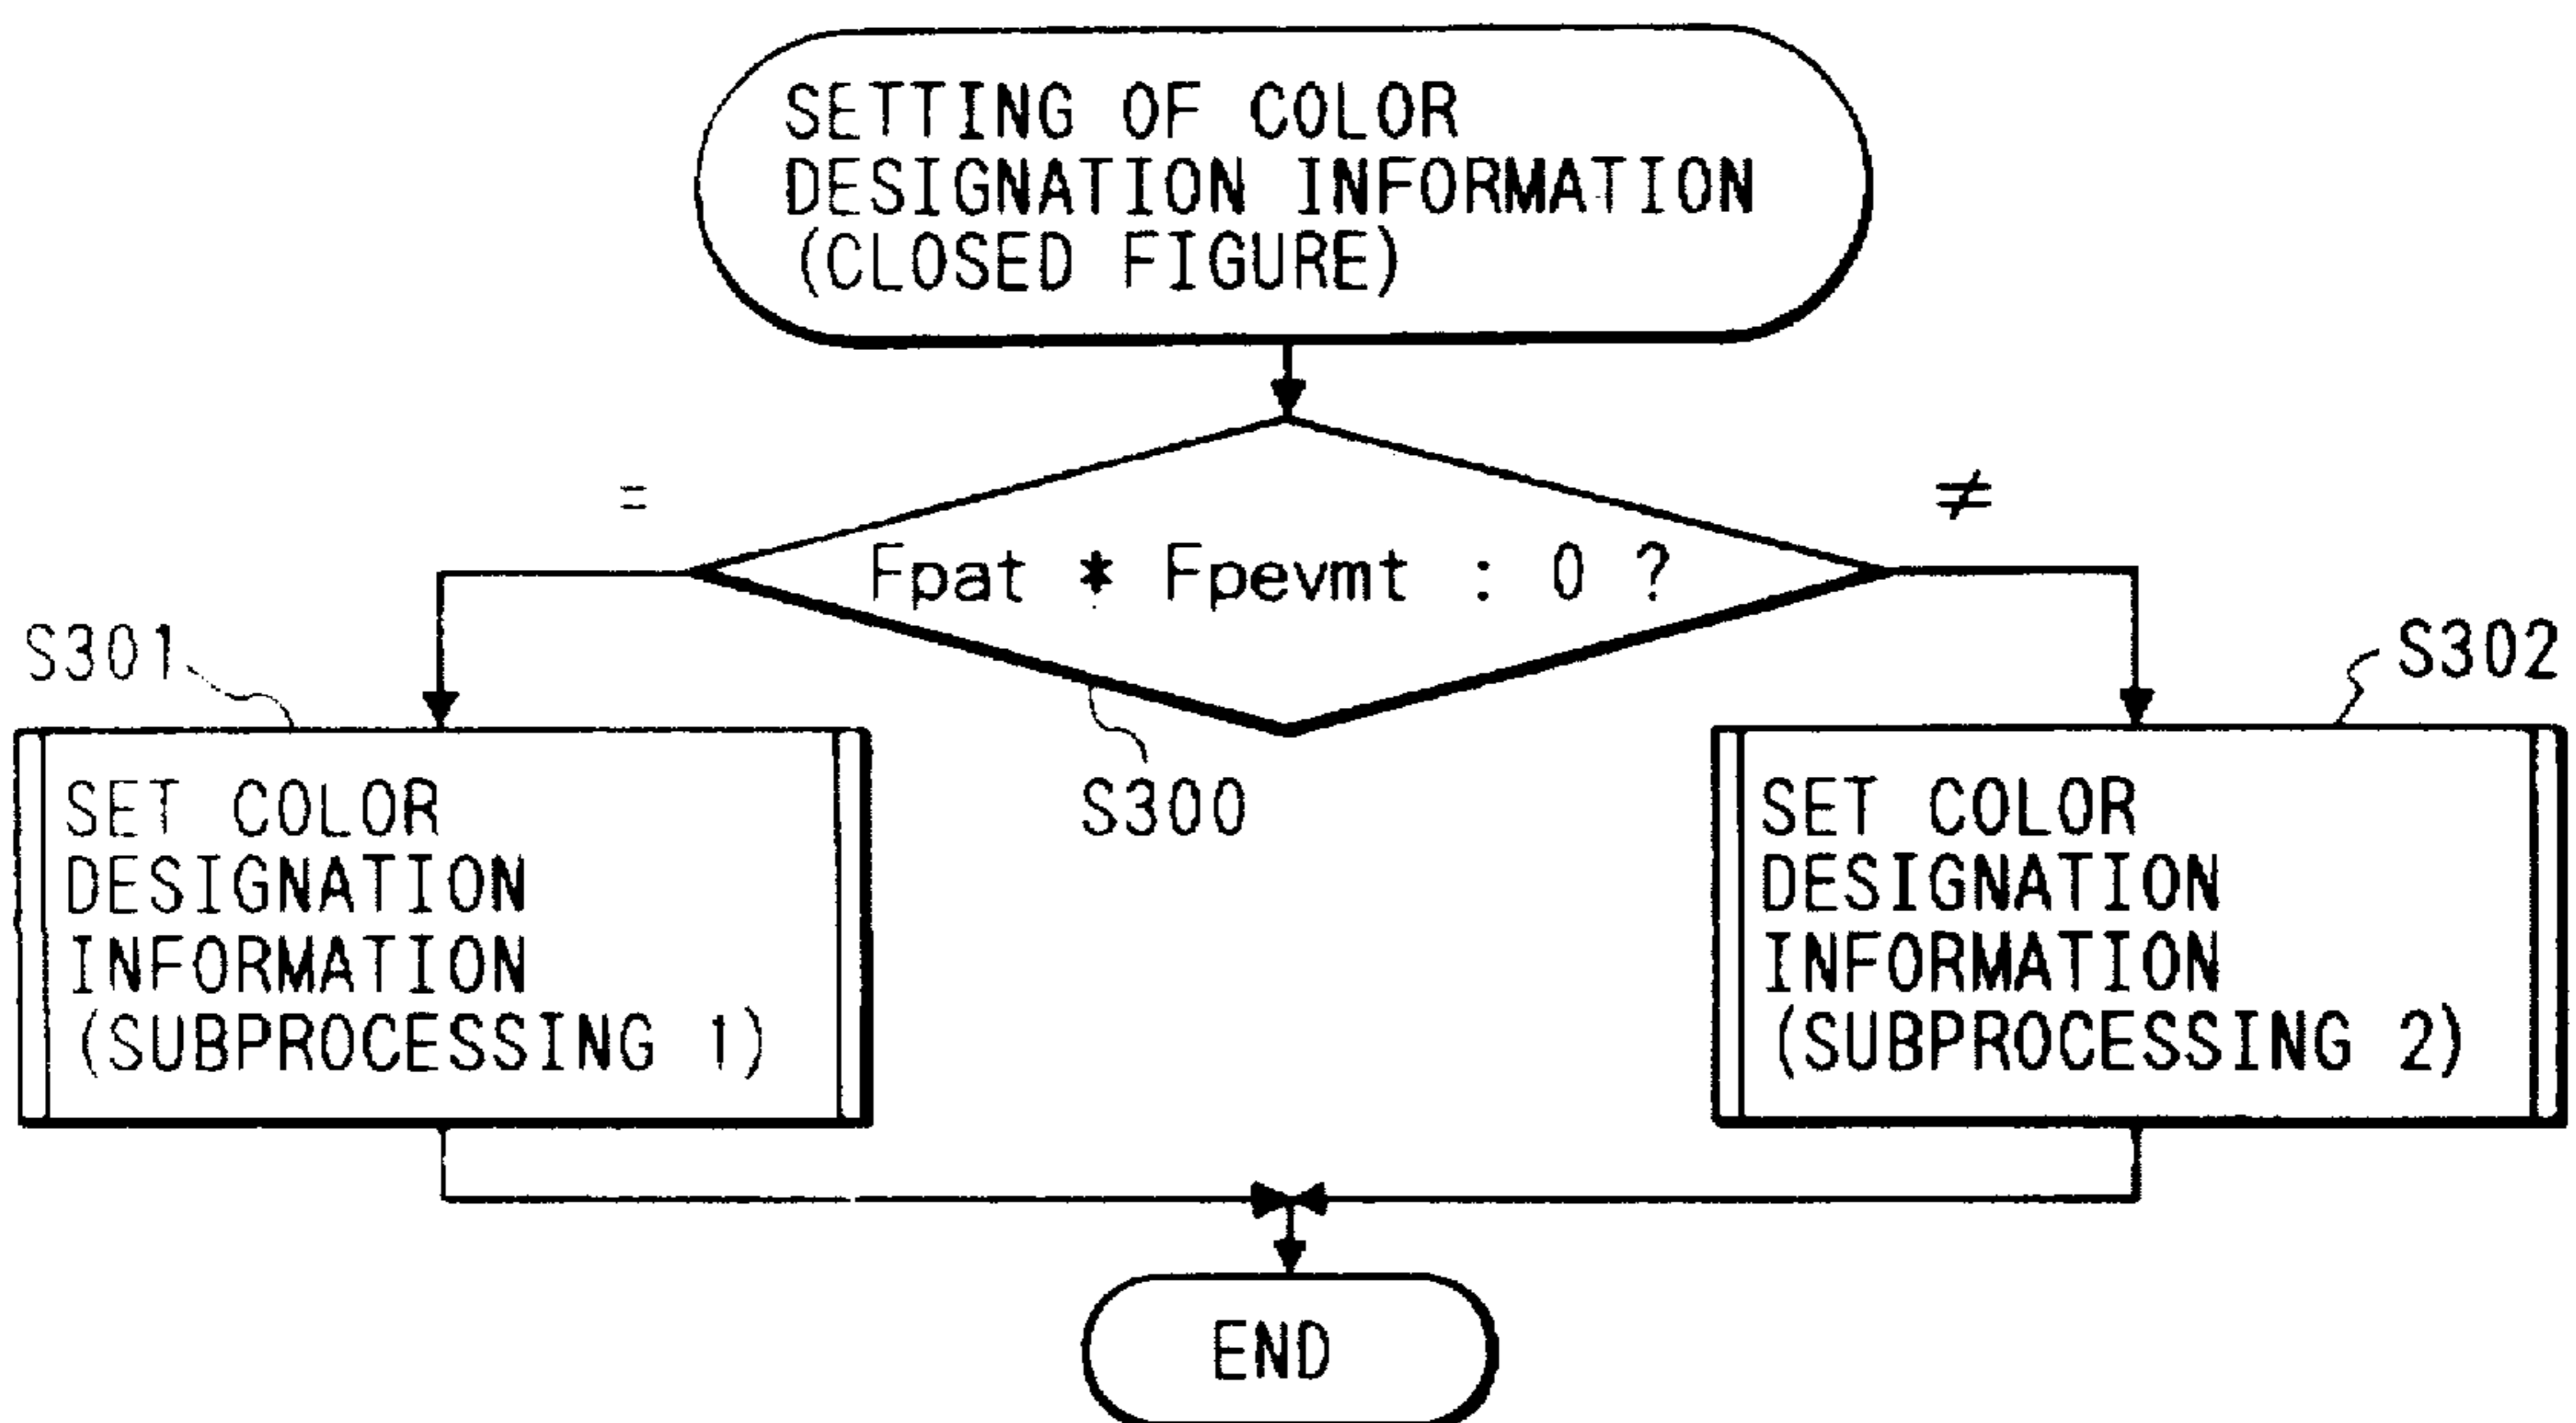 SETTING OF COLOR
DESIGNATION INFORMATION
(CLOSED FIGURE)
=
≠
Fpat * Fpevmt : 0 ?
S301
S302
S300
SET COLOR
DESIGNATION
INFORMATION
(SUBPROCESSING 1)
SET COLOR
DESIGNATION
INFORMATION
(SUBPROCESSING 2)
END